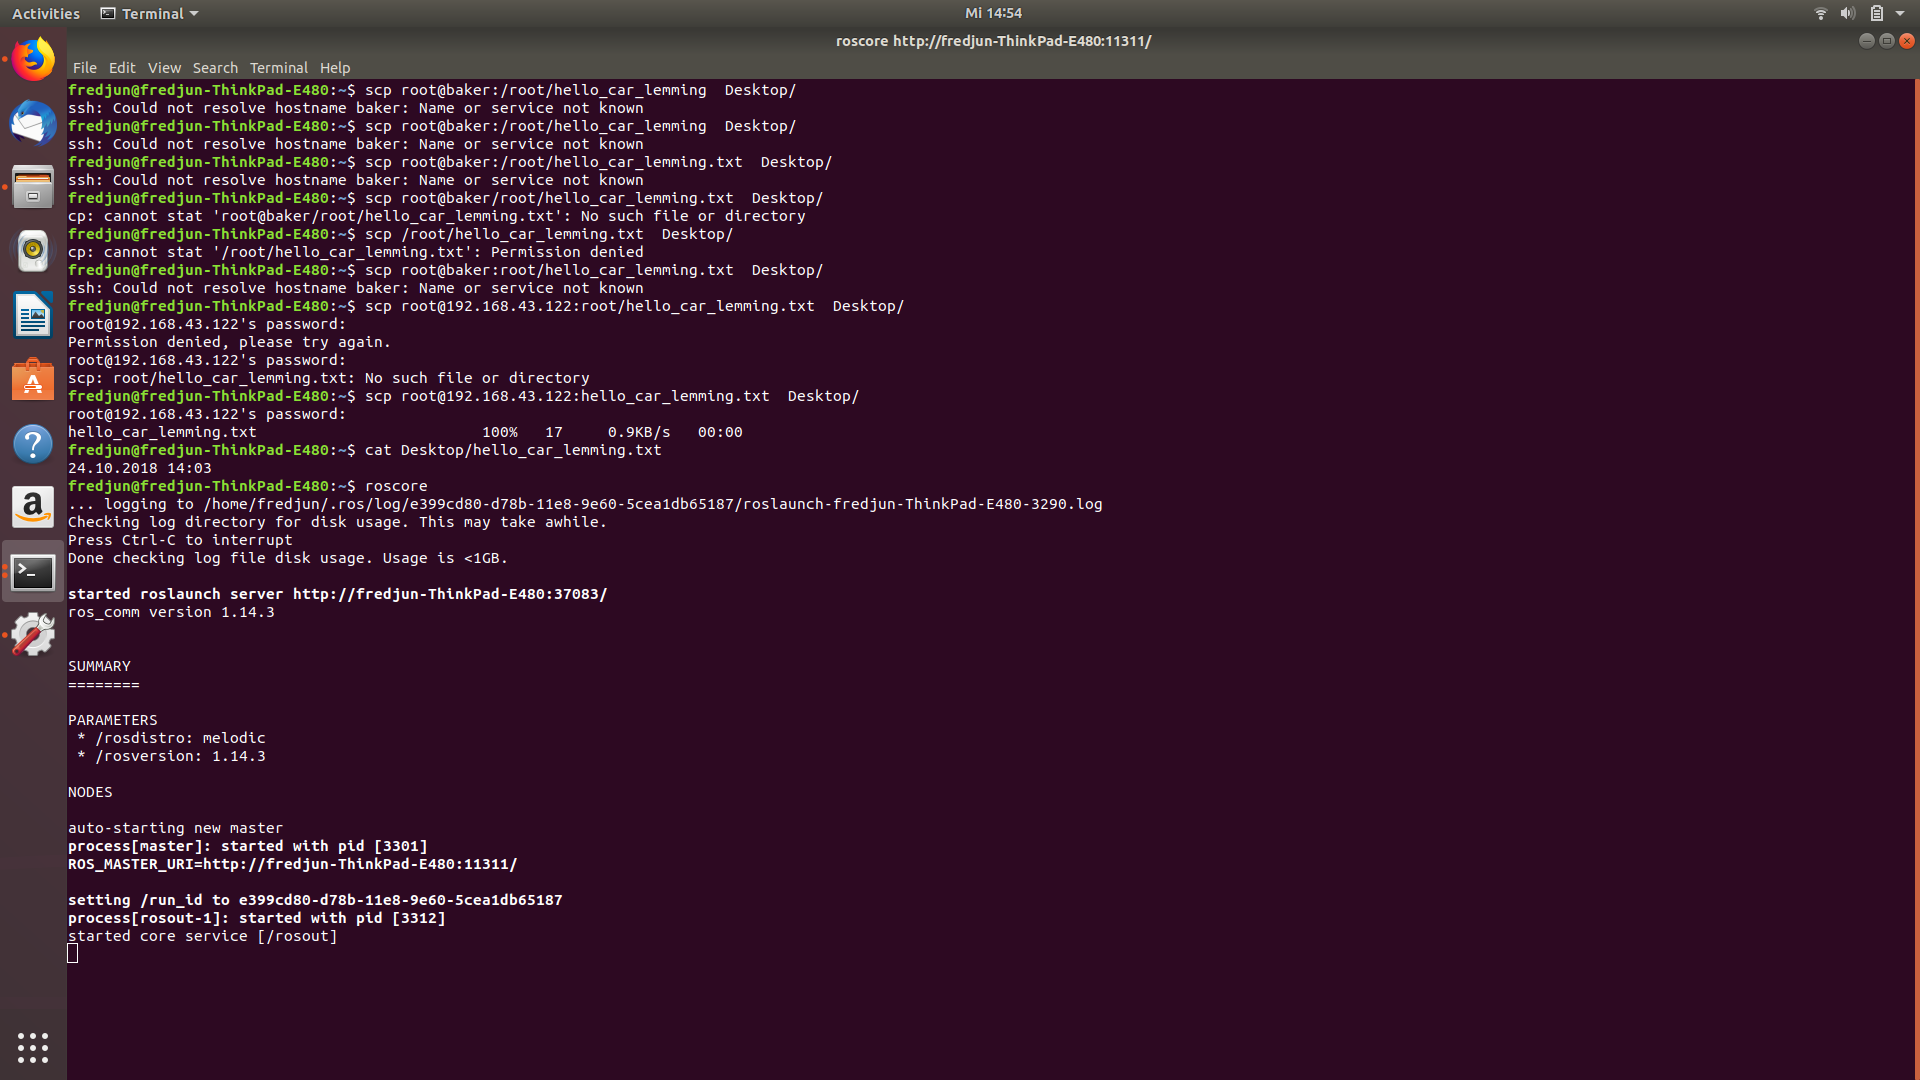 Activities Terminal Mi 14:54
roscore http://fredjun-ThinkPad-E480:11311/
File Edit View Search Terminal Help
fredjun@fredjun-ThinkPad-E480:~$ scp root@baker:/root/hello_car_lemming  Desktop/
ssh: Could not resolve hostname baker: Name or service not known
fredjun@fredjun-ThinkPad-E480:~$ scp root@baker:/root/hello_car_lemming  Desktop/
ssh: Could not resolve hostname baker: Name or service not known
fredjun@fredjun-ThinkPad-E480:~$ scp root@baker:/root/hello_car_lemming.txt  Desktop/
ssh: Could not resolve hostname baker: Name or service not known
fredjun@fredjun-ThinkPad-E480:~$ scp root@baker/root/hello_car_lemming.txt  Desktop/
cp: cannot stat 'root@baker/root/hello_car_lemming.txt': No such file or directory
fredjun@fredjun-ThinkPad-E480:~$ scp /root/hello_car_lemming.txt  Desktop/
cp: cannot stat '/root/hello_car_lemming.txt': Permission denied
fredjun@fredjun-ThinkPad-E480:~$ scp root@baker:root/hello_car_lemming.txt  Desktop/
ssh: Could not resolve hostname baker: Name or service not known
fredjun@fredjun-ThinkPad-E480:~$ scp root@192.168.43.122:root/hello_car_lemming.txt  Desktop/
root@192.168.43.122's password:
Permission denied, please try again.
root@192.168.43.122's password:
scp: root/hello_car_lemming.txt: No such file or directory
fredjun@fredjun-ThinkPad-E480:~$ scp root@192.168.43.122:hello_car_lemming.txt  Desktop/
root@192.168.43.122's password:
hello_car_lemming.txt                         100%   17     0.9KB/s   00:00
fredjun@fredjun-ThinkPad-E480:~$ cat Desktop/hello_car_lemming.txt
24.10.2018 14:03
fredjun@fredjun-ThinkPad-E480:~$ roscore
... logging to /home/fredjun/.ros/log/e399cd80-d78b-11e8-9e60-5cea1db65187/roslaunch-fredjun-ThinkPad-E480-3290.log
Checking log directory for disk usage. This may take awhile.
Press Ctrl-C to interrupt
Done checking log file disk usage. Usage is <1GB.
started roslaunch server http://fredjun-ThinkPad-E480:37083/
ros_comm version 1.14.3
SUMMARY
========
PARAMETERS
 * /rosdistro: melodic
 * /rosversion: 1.14.3
NODES
auto-starting new master
process[master]: started with pid [3301]
ROS_MASTER_URI=http://fredjun-ThinkPad-E480:11311/
setting /run_id to e399cd80-d78b-11e8-9e60-5cea1db65187
process[rosout-1]: started with pid [3312]
started core service [/rosout]